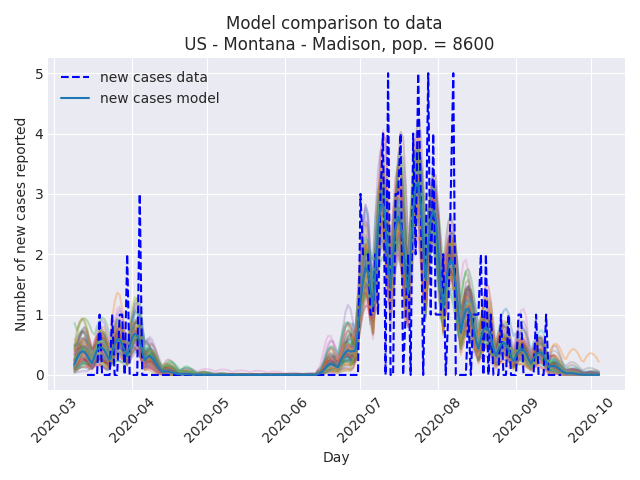 Model comparison to data
US - Montana - Madison, pop. = 8600
new cases data
new cases model
Number of new cases reported
5
4
3
2
1
0
2020-03
2020-04
2020-05
2020-06
2020-07
2020-08
2020-09
2020-10
Day